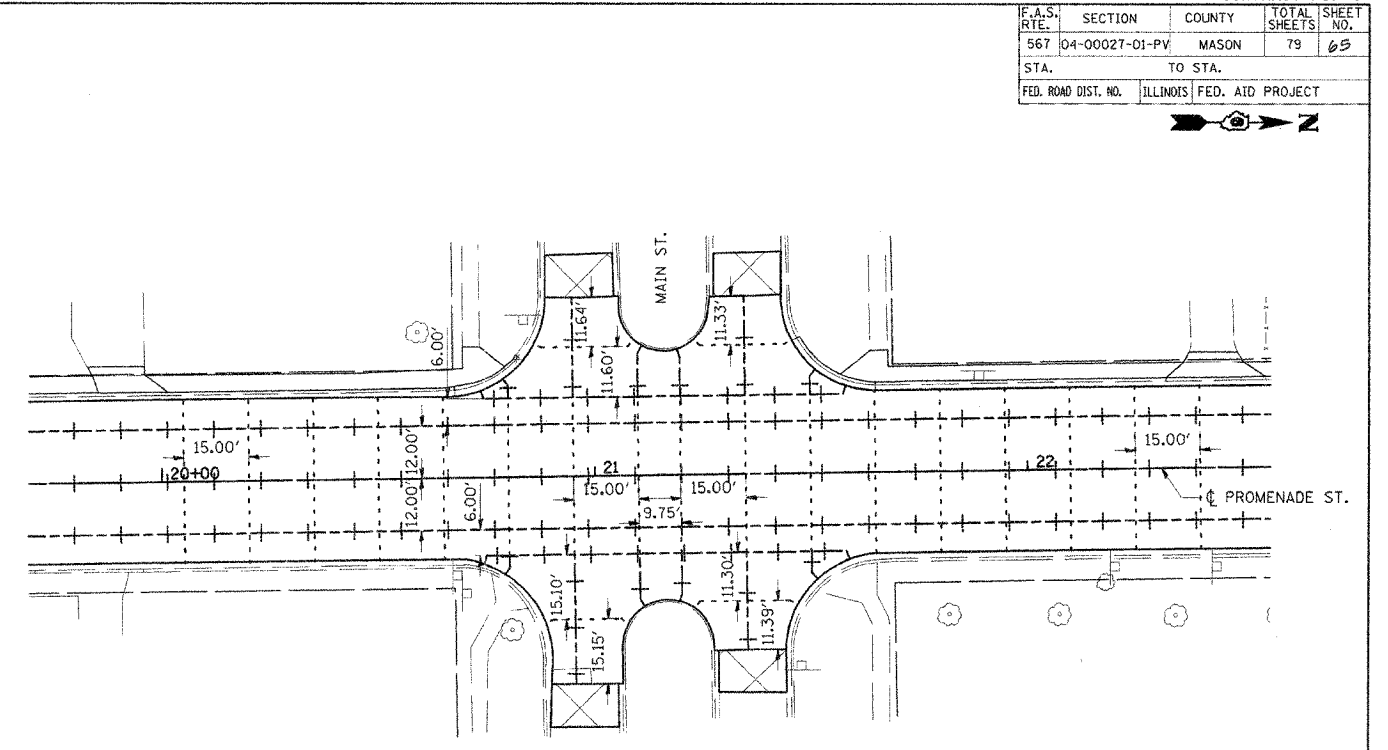 F.A.S. RTE. SECTION COUNTY TOTAL SHEETS SHEET NO.
567 04-00027-01-PV MASON 79 65
STA. TO STA.
FED. ROAD DIST. NO. ILLINOIS FED. AID PROJECT
N
MAIN ST.
11.64'
11.33'
6.00'
11.60'
15.00'
12.00'
15.00'
20+00
21
22
15.00'
15.00'
12.00'
6.00'
9.75'
℄ PROMENADE ST.
15.10'
11.30'
15.15'
11.39'